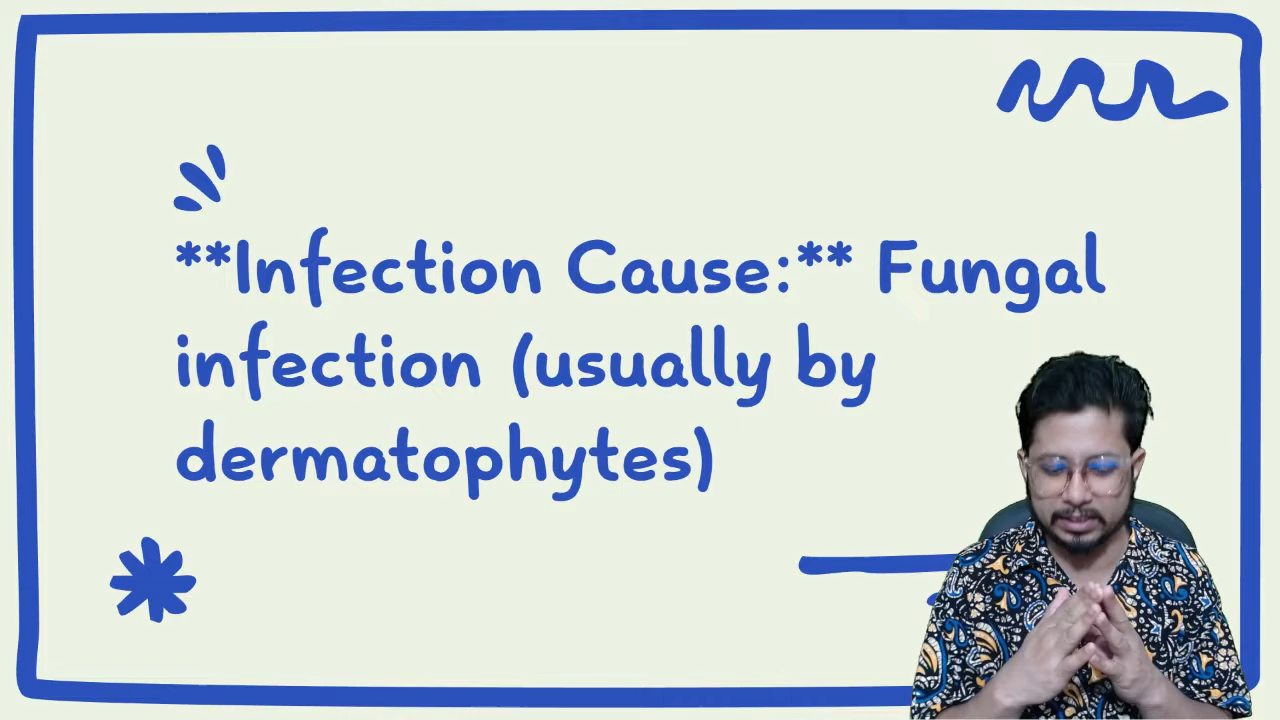 **Infection Cause:** Fungal
infection (usually by
dermatophytes)